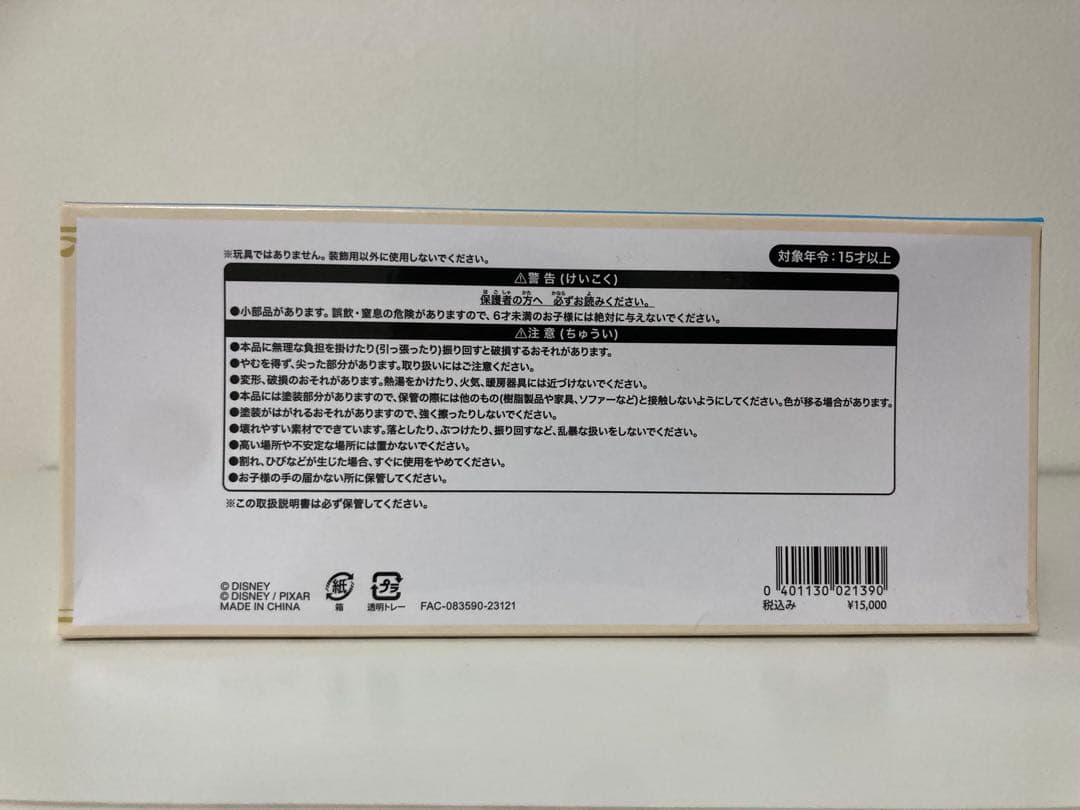 ※玩具ではありません。装飾用以外に使用しないでください。
対象年令:15才以上
⚠警告(けいこく)
保護者の方へ 必ずお読みください。
●小部品があります。誤飲・窒息の危険がありますので、6才未満のお子様には絶対に与えないでください。
⚠注意(ちゅうい)
●本品に無理な負担を掛けたり(引っ張ったり)振り回すと破損するおそれがあります。
●やむを得ず、尖った部分があります。取り扱いにはご注意ください。
●変形、破損のおそれがあります。熱湯をかけたり、火気、暖房器具には近づけないでください。
●本品には塗装部分がありますので、保管の際には他のもの(樹脂製品や家具、ソファーなど)と接触しないようにしてください。色が移る場合があります。
●塗装がはがれるおそれがありますので、強く擦ったりしないでください。
●壊れやすい素材でできています。落としたり、ぶつけたり、振り回すなど、乱暴な扱いをしないでください。
●高い場所や不安定な場所には置かないでください。
●割れ、ひびなどが生じた場合、すぐに使用をやめてください。
●お子様の手の届かない所に保管してください。
※この取扱説明書は必ず保管してください。
© DISNEY
© DISNEY / PIXAR
MADE IN CHINA
紙
箱
プラ
透明トレー
FAC-083590-23121
0 401130 021390
税込み ¥15,000